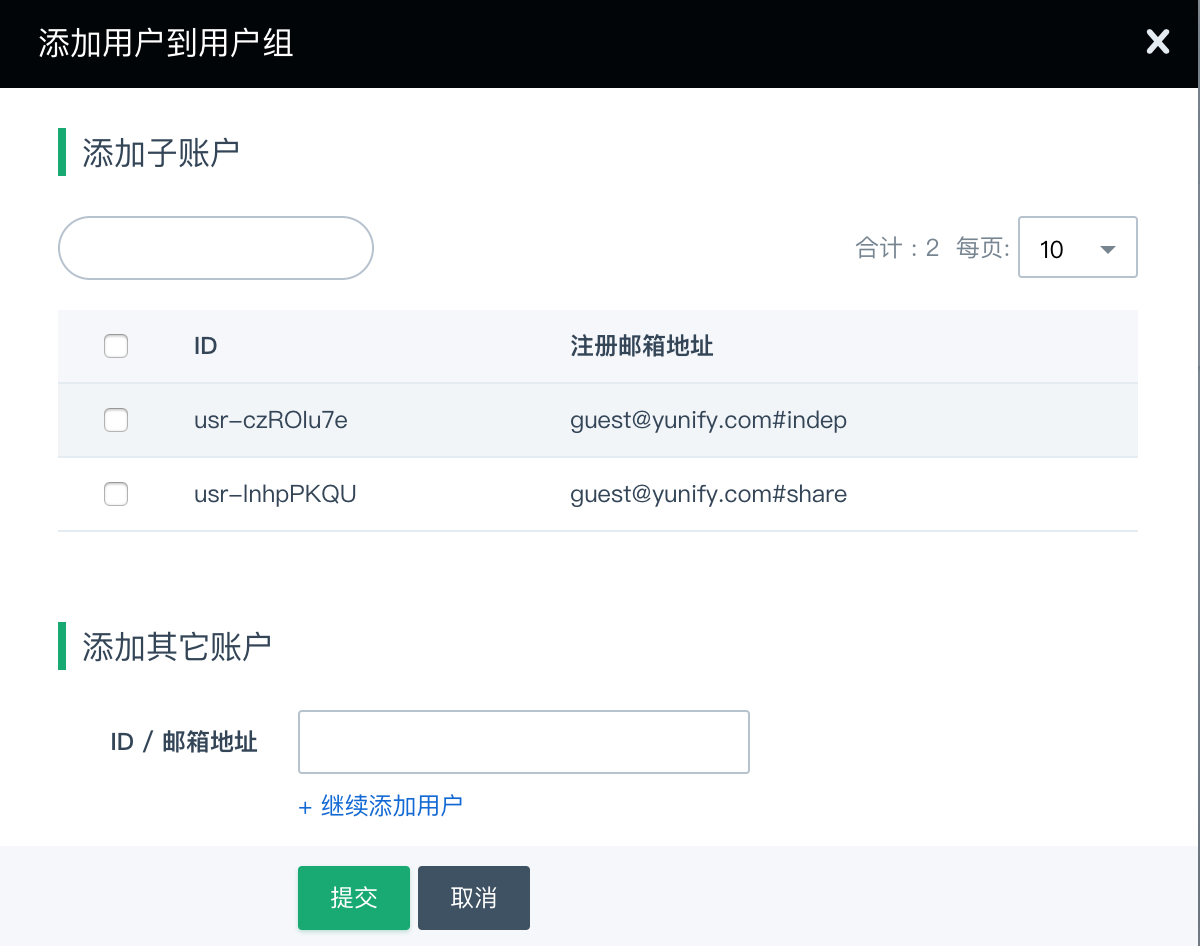 添加用户到用户组
添加子账户
合计：2 每页: 10
ID 注册邮箱地址
usr-czROlu7e guest@yunify.com#indep
usr-lnhpPKQU guest@yunify.com#share
添加其它账户
ID / 邮箱地址
+ 继续添加用户
提交 取消